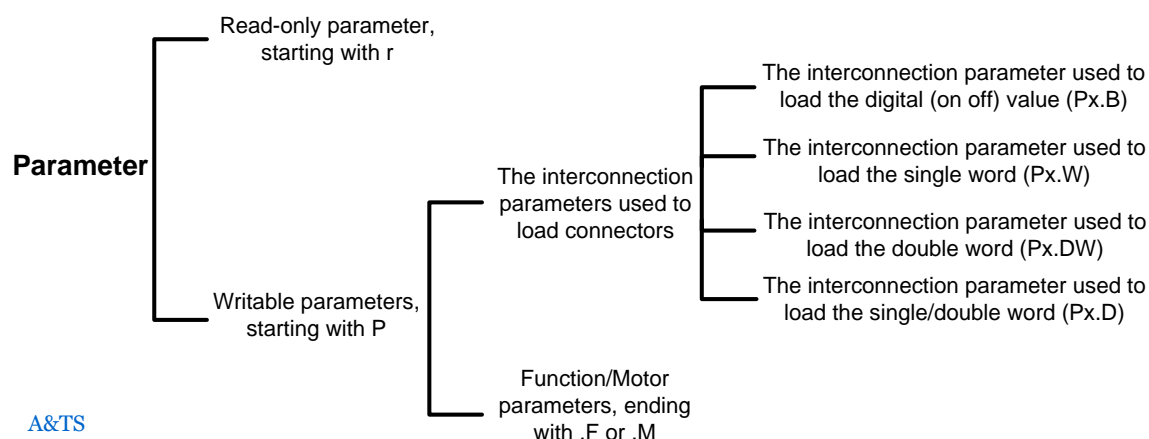 Parameter
Read-only parameter,
starting with r
Writable parameters,
starting with P
The interconnection
parameters used to
load connectors
Function/Motor
parameters, ending
with .F or .M
The interconnection parameter used to
load the digital (on off) value (Px.B)
The interconnection parameter used to
load the single word (Px.W)
The interconnection parameter used to
load the double word (Px.DW)
The interconnection parameter used to
load the single/double word (Px.D)
A&TS